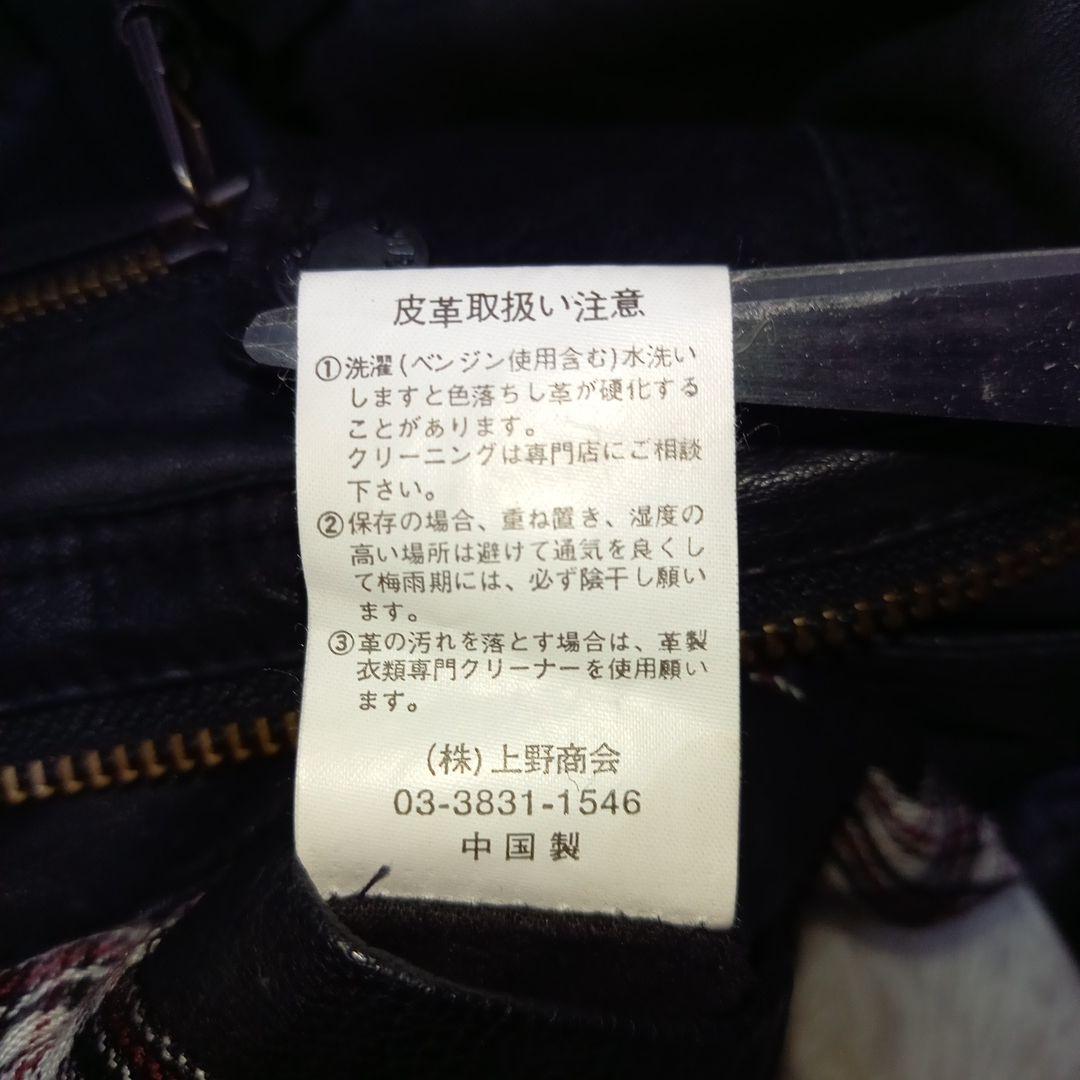 皮革取扱い注意
①洗濯(ベンジン使用含む)水洗い
しますと色落ちし革が硬化する
ことがあります。
クリーニングは専門店にご相談
下さい。
②保存の場合、重ね置き、湿度の
高い場所は避けて通気を良くし
て梅雨期には、必ず陰干し願い
ます。
③革の汚れを落とす場合は、革製
衣類専門クリーナーを使用願い
ます。
(株)上野商会
03-3831-1546
中国製